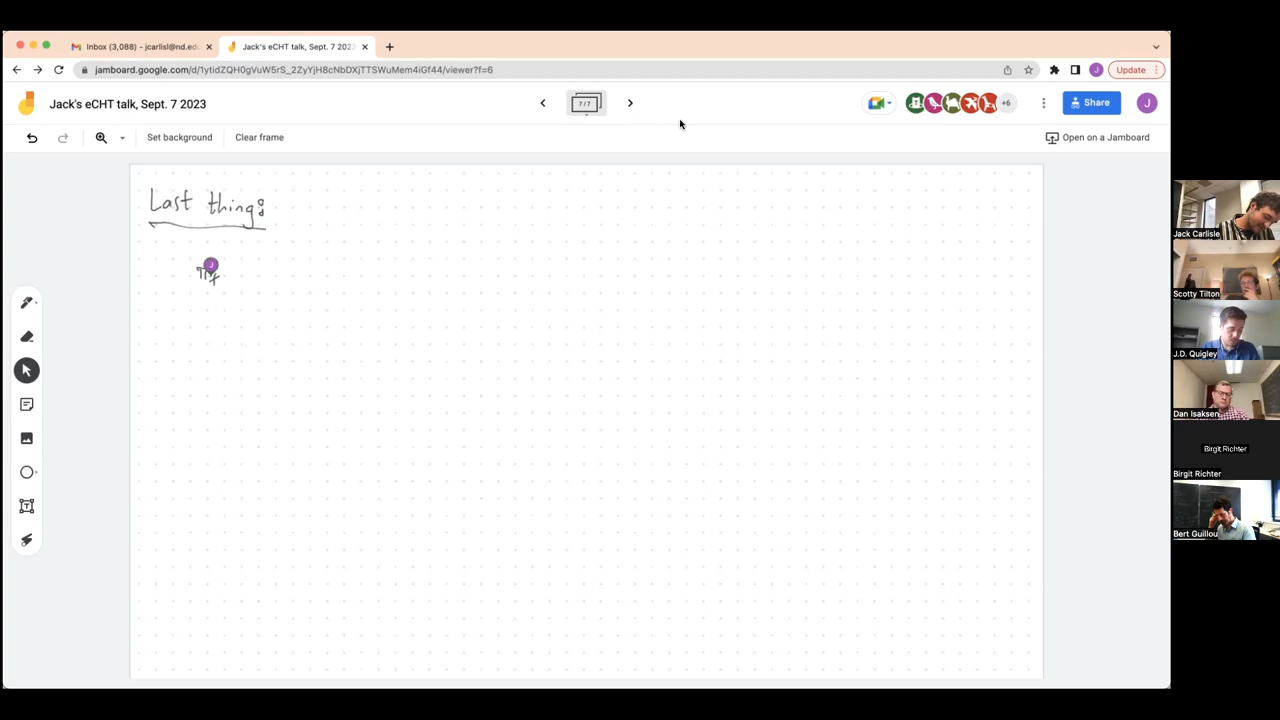 Inbox (3,088) - jcarlisl@nd.ed
Jack's eCHT talk, Sept. 7 202
jamboard.google.com/d/1ytidZQH0gVuW5rS_2ZyYjH8cNbDXjTTSWuMem4iGf44/viewer?f=6
J
Update
Jack's eCHT talk, Sept. 7 2023
7 / 7
+6
Share
J
Set background
Clear frame
Open on a Jamboard
Last thing:
J
Jack Carlisle
Scotty Tilton
J.D. Quigley
Dan Isaksen
Birgit Richter
Birgit Richter
Bert Guillou